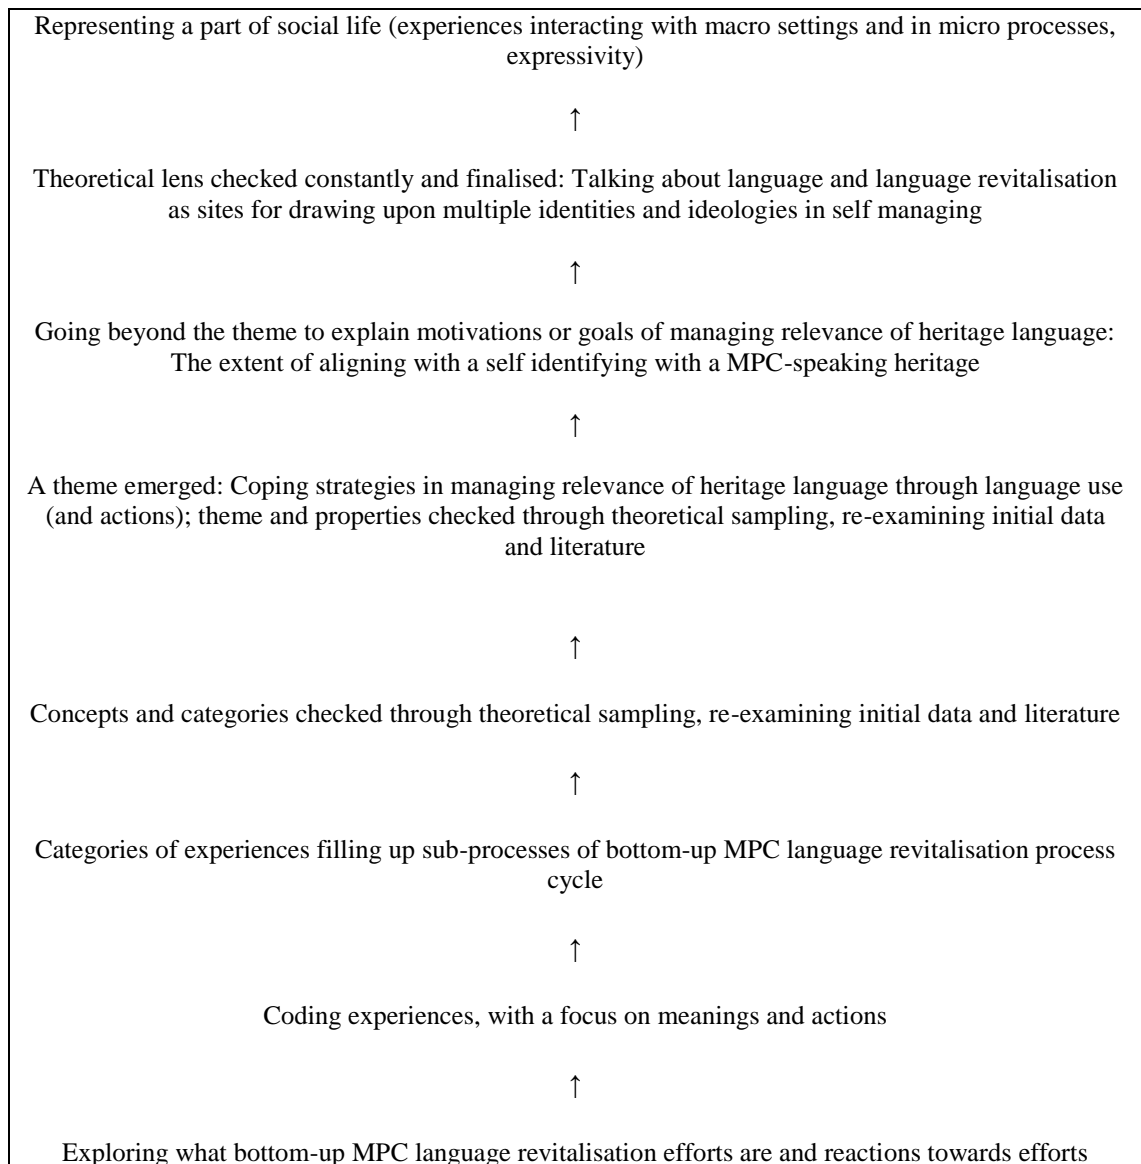 Representing a part of social life (experiences interacting with macro settings and in micro processes,
expressivity)
↑
Theoretical lens checked constantly and finalised: Talking about language and language revitalisation
as sites for drawing upon multiple identities and ideologies in self managing
↑
Going beyond the theme to explain motivations or goals of managing relevance of heritage language:
The extent of aligning with a self identifying with a MPC-speaking heritage
↑
A theme emerged: Coping strategies in managing relevance of heritage language through language use
(and actions); theme and properties checked through theoretical sampling, re-examining initial data
and literature
↑
Concepts and categories checked through theoretical sampling, re-examining initial data and literature
↑
Categories of experiences filling up sub-processes of bottom-up MPC language revitalisation process
cycle
↑
Coding experiences, with a focus on meanings and actions
↑
Exploring what bottom-up MPC language revitalisation efforts are and reactions towards efforts